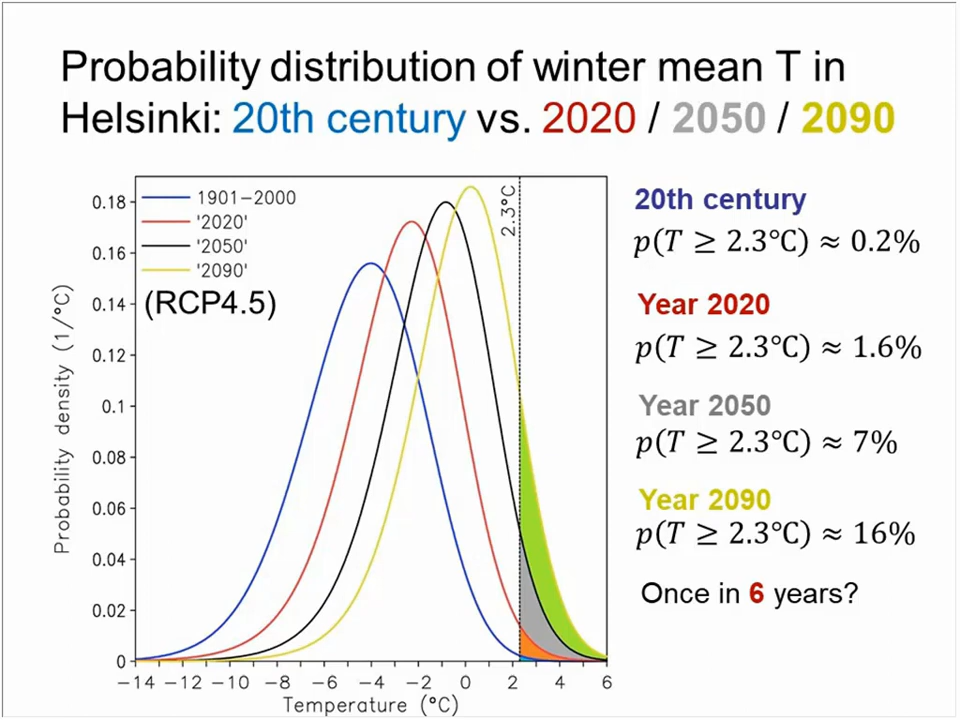 Probability distribution of winter mean T in
Helsinki: 20th century vs. 2020 / 2050 / 2090
1901−2000
'2020'
'2050'
'2090'
(RCP4.5)
2.3°C
Probability density (1/°C)
0.18
0.16
0.14
0.12
0.1
0.08
0.06
0.04
0.02
0
−14 −12 −10 −8 −6 −4 −2 0 2 4 6
Temperature (°C)
20th century
p(T ≥ 2.3℃) ≈ 0.2%
Year 2020
p(T ≥ 2.3℃) ≈ 1.6%
Year 2050
p(T ≥ 2.3℃) ≈ 7%
Year 2090
p(T ≥ 2.3℃) ≈ 16%
Once in 6 years?